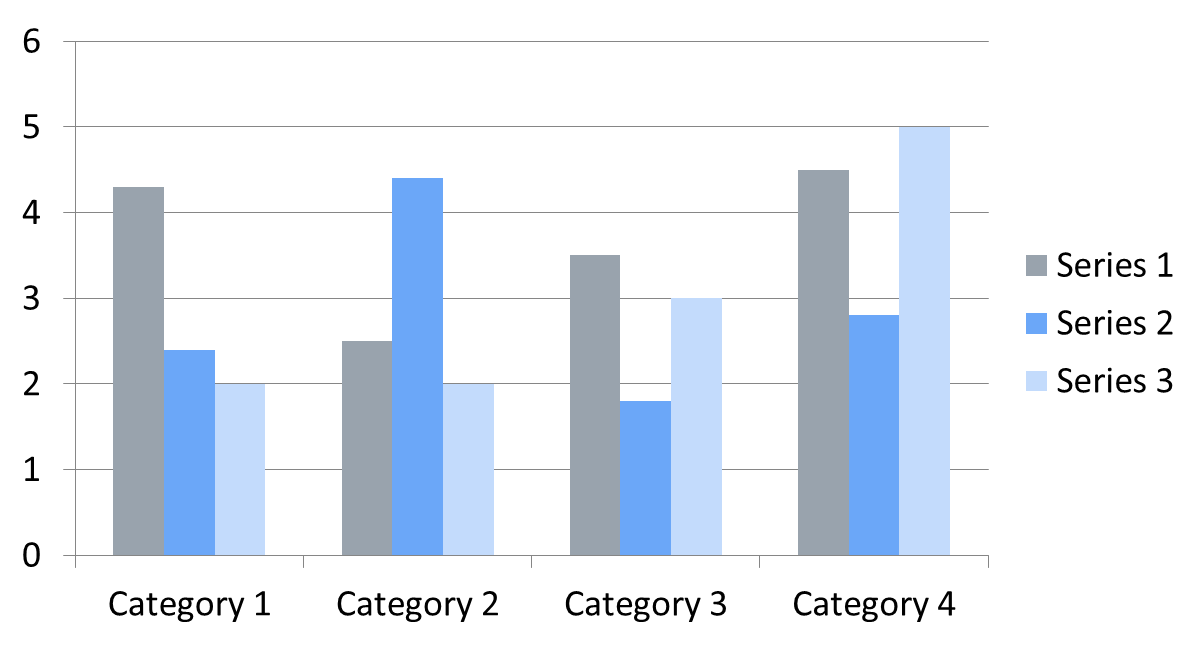 6
5
4
3
2
1
0
Category 1
Category 2
Category 3
Category 4
Series 1
Series 2
Series 3